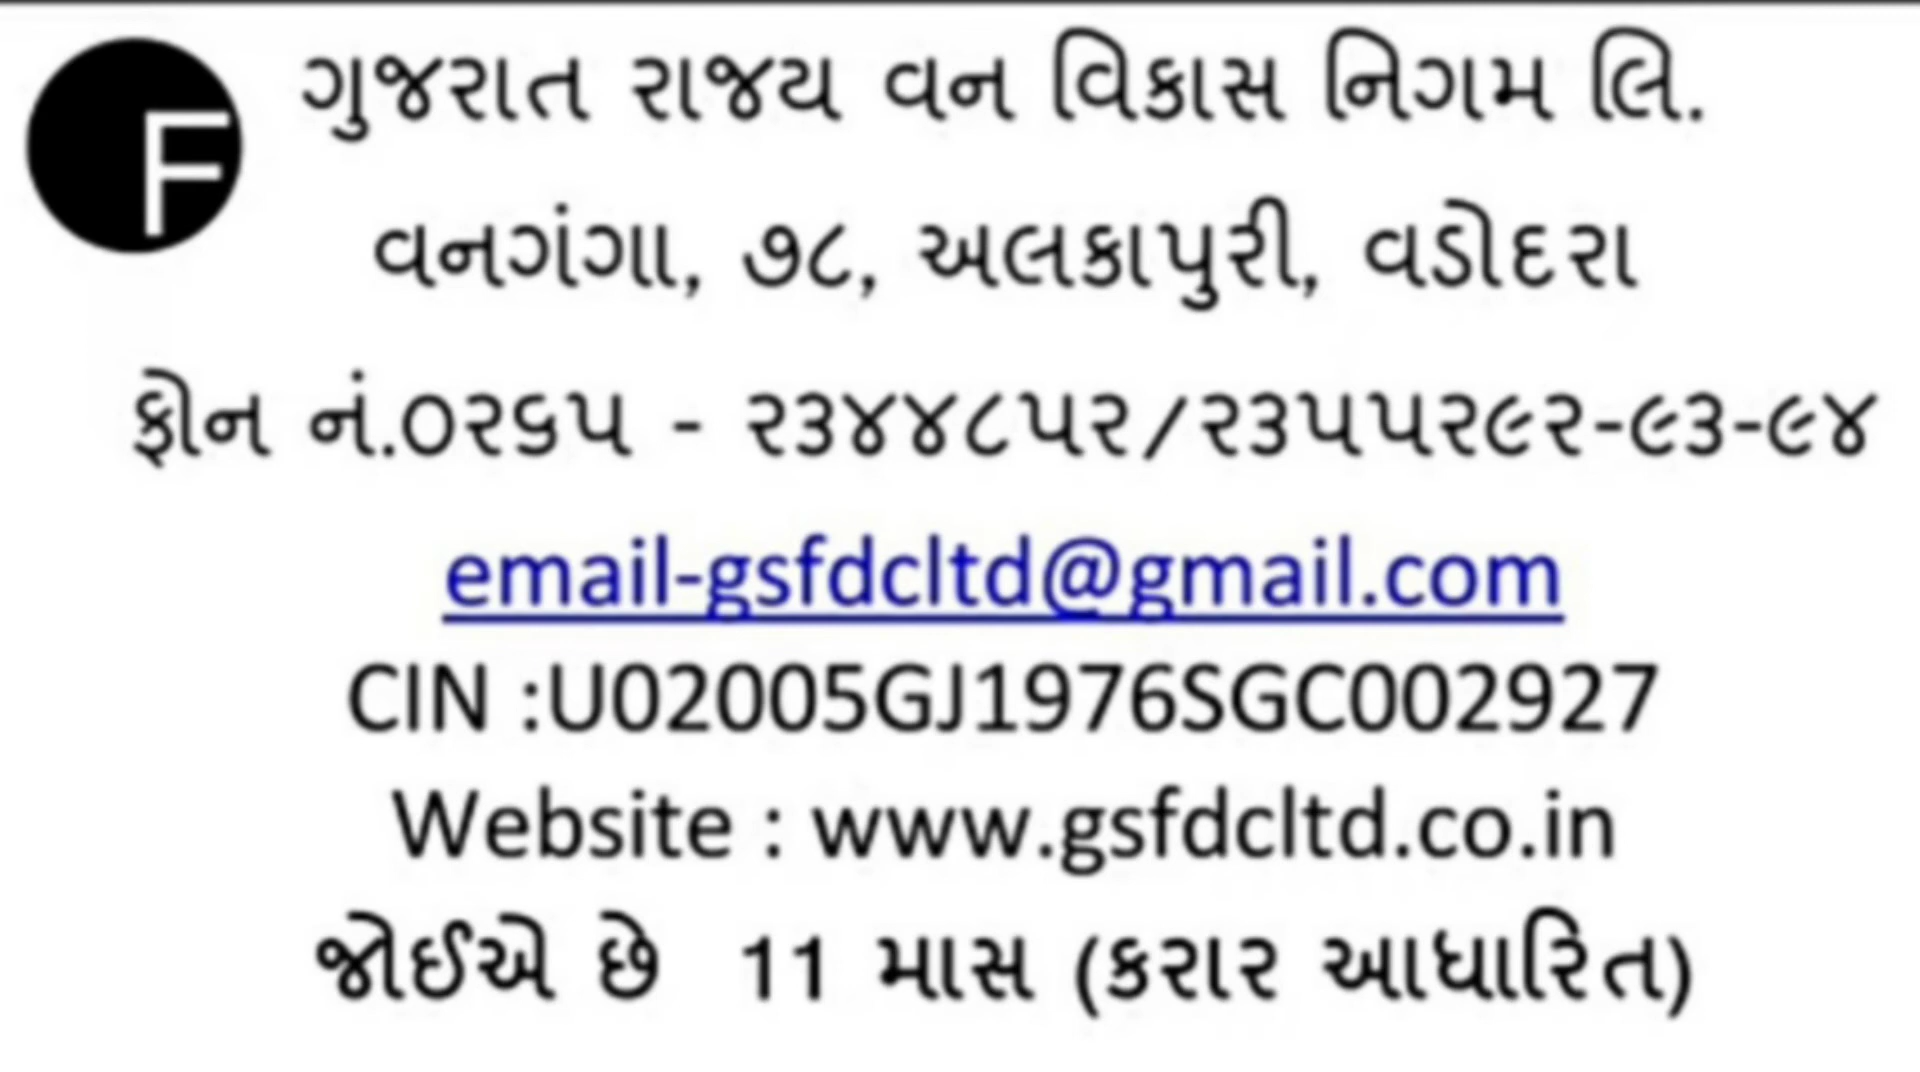 F
ગુજરાત રાજય વન વિકાસ નિગમ લિ.
વનગંગા, ૭૮, અલકાપુરી, વડોદરા
ફોન નં.૦૨૬૫ - ૨૩૪૪૮૫૨/૨૩૫૫૨૯૨-૯૩-૯૪
email-gsfdcltd@gmail.com
CIN :U02005GJ1976SGC002927
Website : www.gsfdcltd.co.in
જોઈએ છે 11 માસ (કરાર આધારિત)